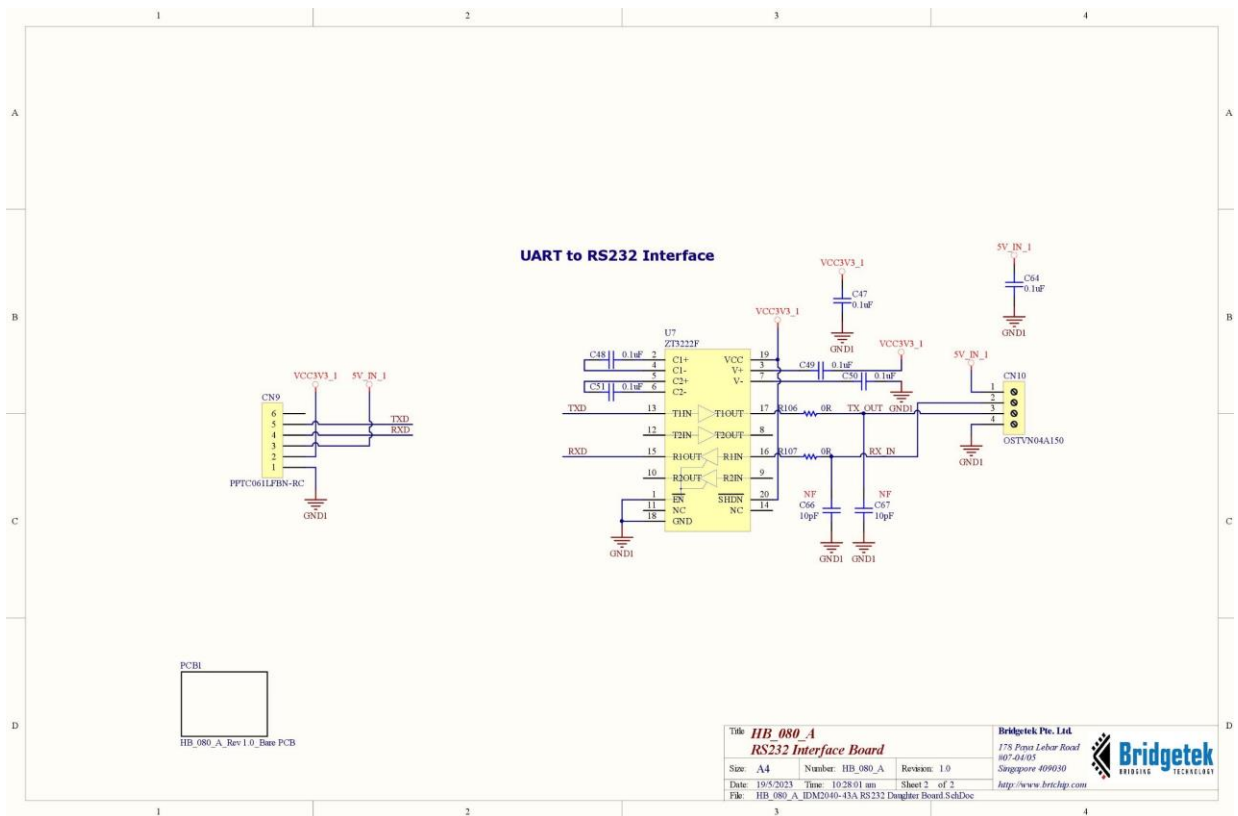 1 2 3 4
A A
UART to RS232 Interface
5V_IN_1
C64
0.1uF
GND1
VCC3V3_1
C47
0.1uF
GND1
B B
VCC3V3_1
U7
ZT3222F
C48 0.1uF
C51 0.1uF
2 C1+
4 C1-
5 C2+
6 C2-
VCC 19
V+ 3
V- 7
C49 0.1uF
VCC3V3_1
C50 0.1uF
GND1
5V_IN_1
CN10
1
2
3
4
OSTVN04A150
GND1
TXD 13 T1IN T1OUT 17 R106 0R TX_OUT
12 T2IN T2OUT 8
RXD 15 R1OUT R1IN 16 R107 0R RX_IN
10 R2OUT R2IN 9
1 EN SHDN 20
11 NC NC 14
18 GND
GND1
NF
C66
10pF
GND1
NF
C67
10pF
GND1
VCC3V3_1 5V_IN_1
CN9
6
5 TXD
4 RXD
3
2
1
PPTC061LFBN-RC
GND1
C C
PCB1
HB_080_A_Rev1.0_Bare PCB
D D
Title HB_080_A
RS232 Interface Board
Size: A4 Number: HB_080_A Revision: 1.0
Date: 19/5/2023 Time: 10:28:01 am Sheet 2 of 2
File: HB_080_A_IDM2040-43A RS232 Daughter Board.SchDoc
Bridgetek Pte. Ltd.
178 Paya Lebar Road
#07-04/05
Singapore 409030
http://www.brtchip.com
Bridgetek
BRIDGING TECHNOLOGY
1 2 3 4